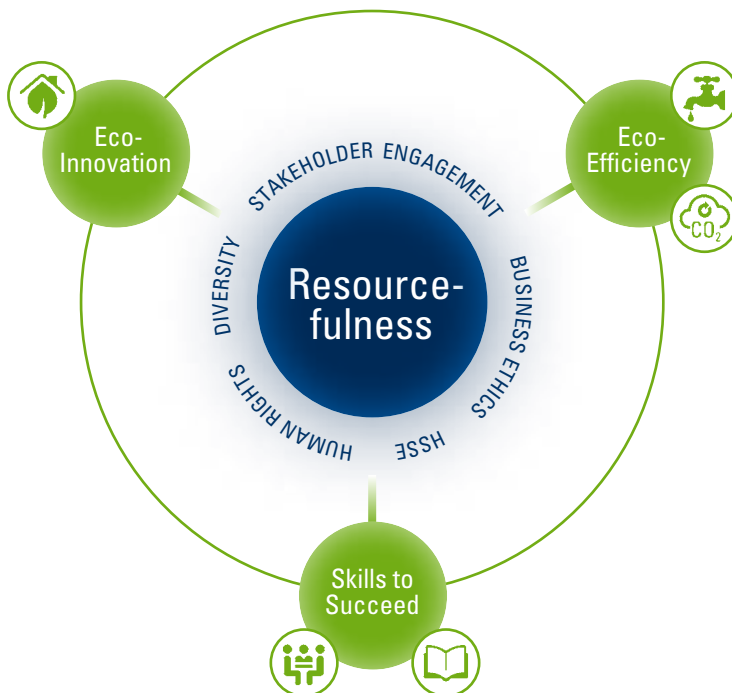 Eco-
Innovation
Eco-
Efficiency
CO₂
STAKEHOLDER ENGAGEMENT
DIVERSITY
Resource-
fulness
BUSINESS ETHICS
HUMAN RIGHTS
HSSE
Skills to
Succeed